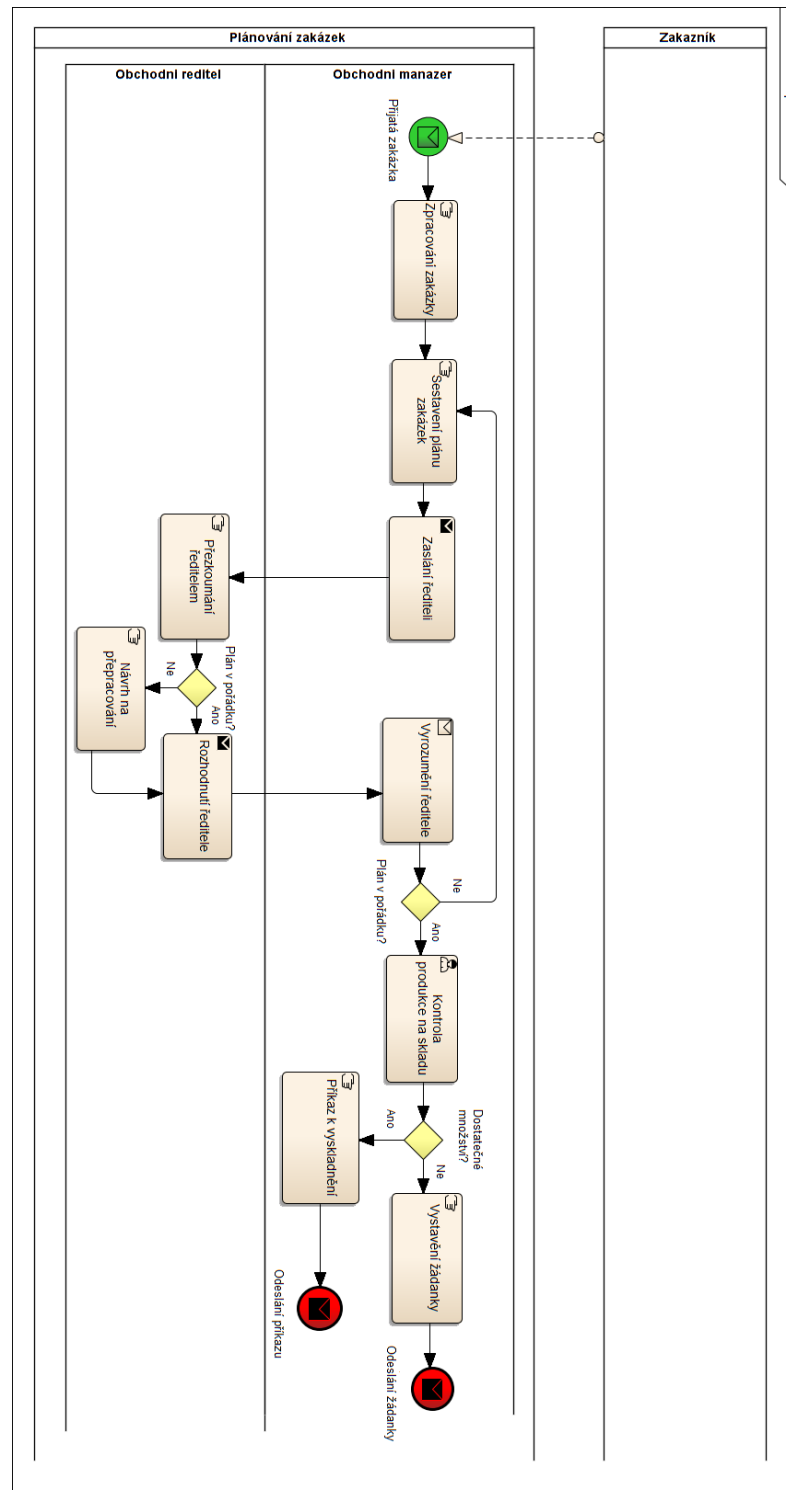 Plánování zakázek
Zakazník
Obchodni reditel
Obchodni manazer
Přijatá zakázka
Zpracování zakázky
Sestavení plánu
zakázek
Zaslání řediteli
Přezkoumání
ředitelem
Plán v pořádku?
Ne
Ano
Návrh na
přepracování
Rozhodnutí ředitele
Vyrozumění ředitele
Plán v pořádku?
Ne
Ano
Kontrola
produkce na skladu
Dostatečné
množství?
Ano
Ne
Příkaz k vyskladnění
Vystavění žádanky
Odeslání příkazu
Odeslání žádanky